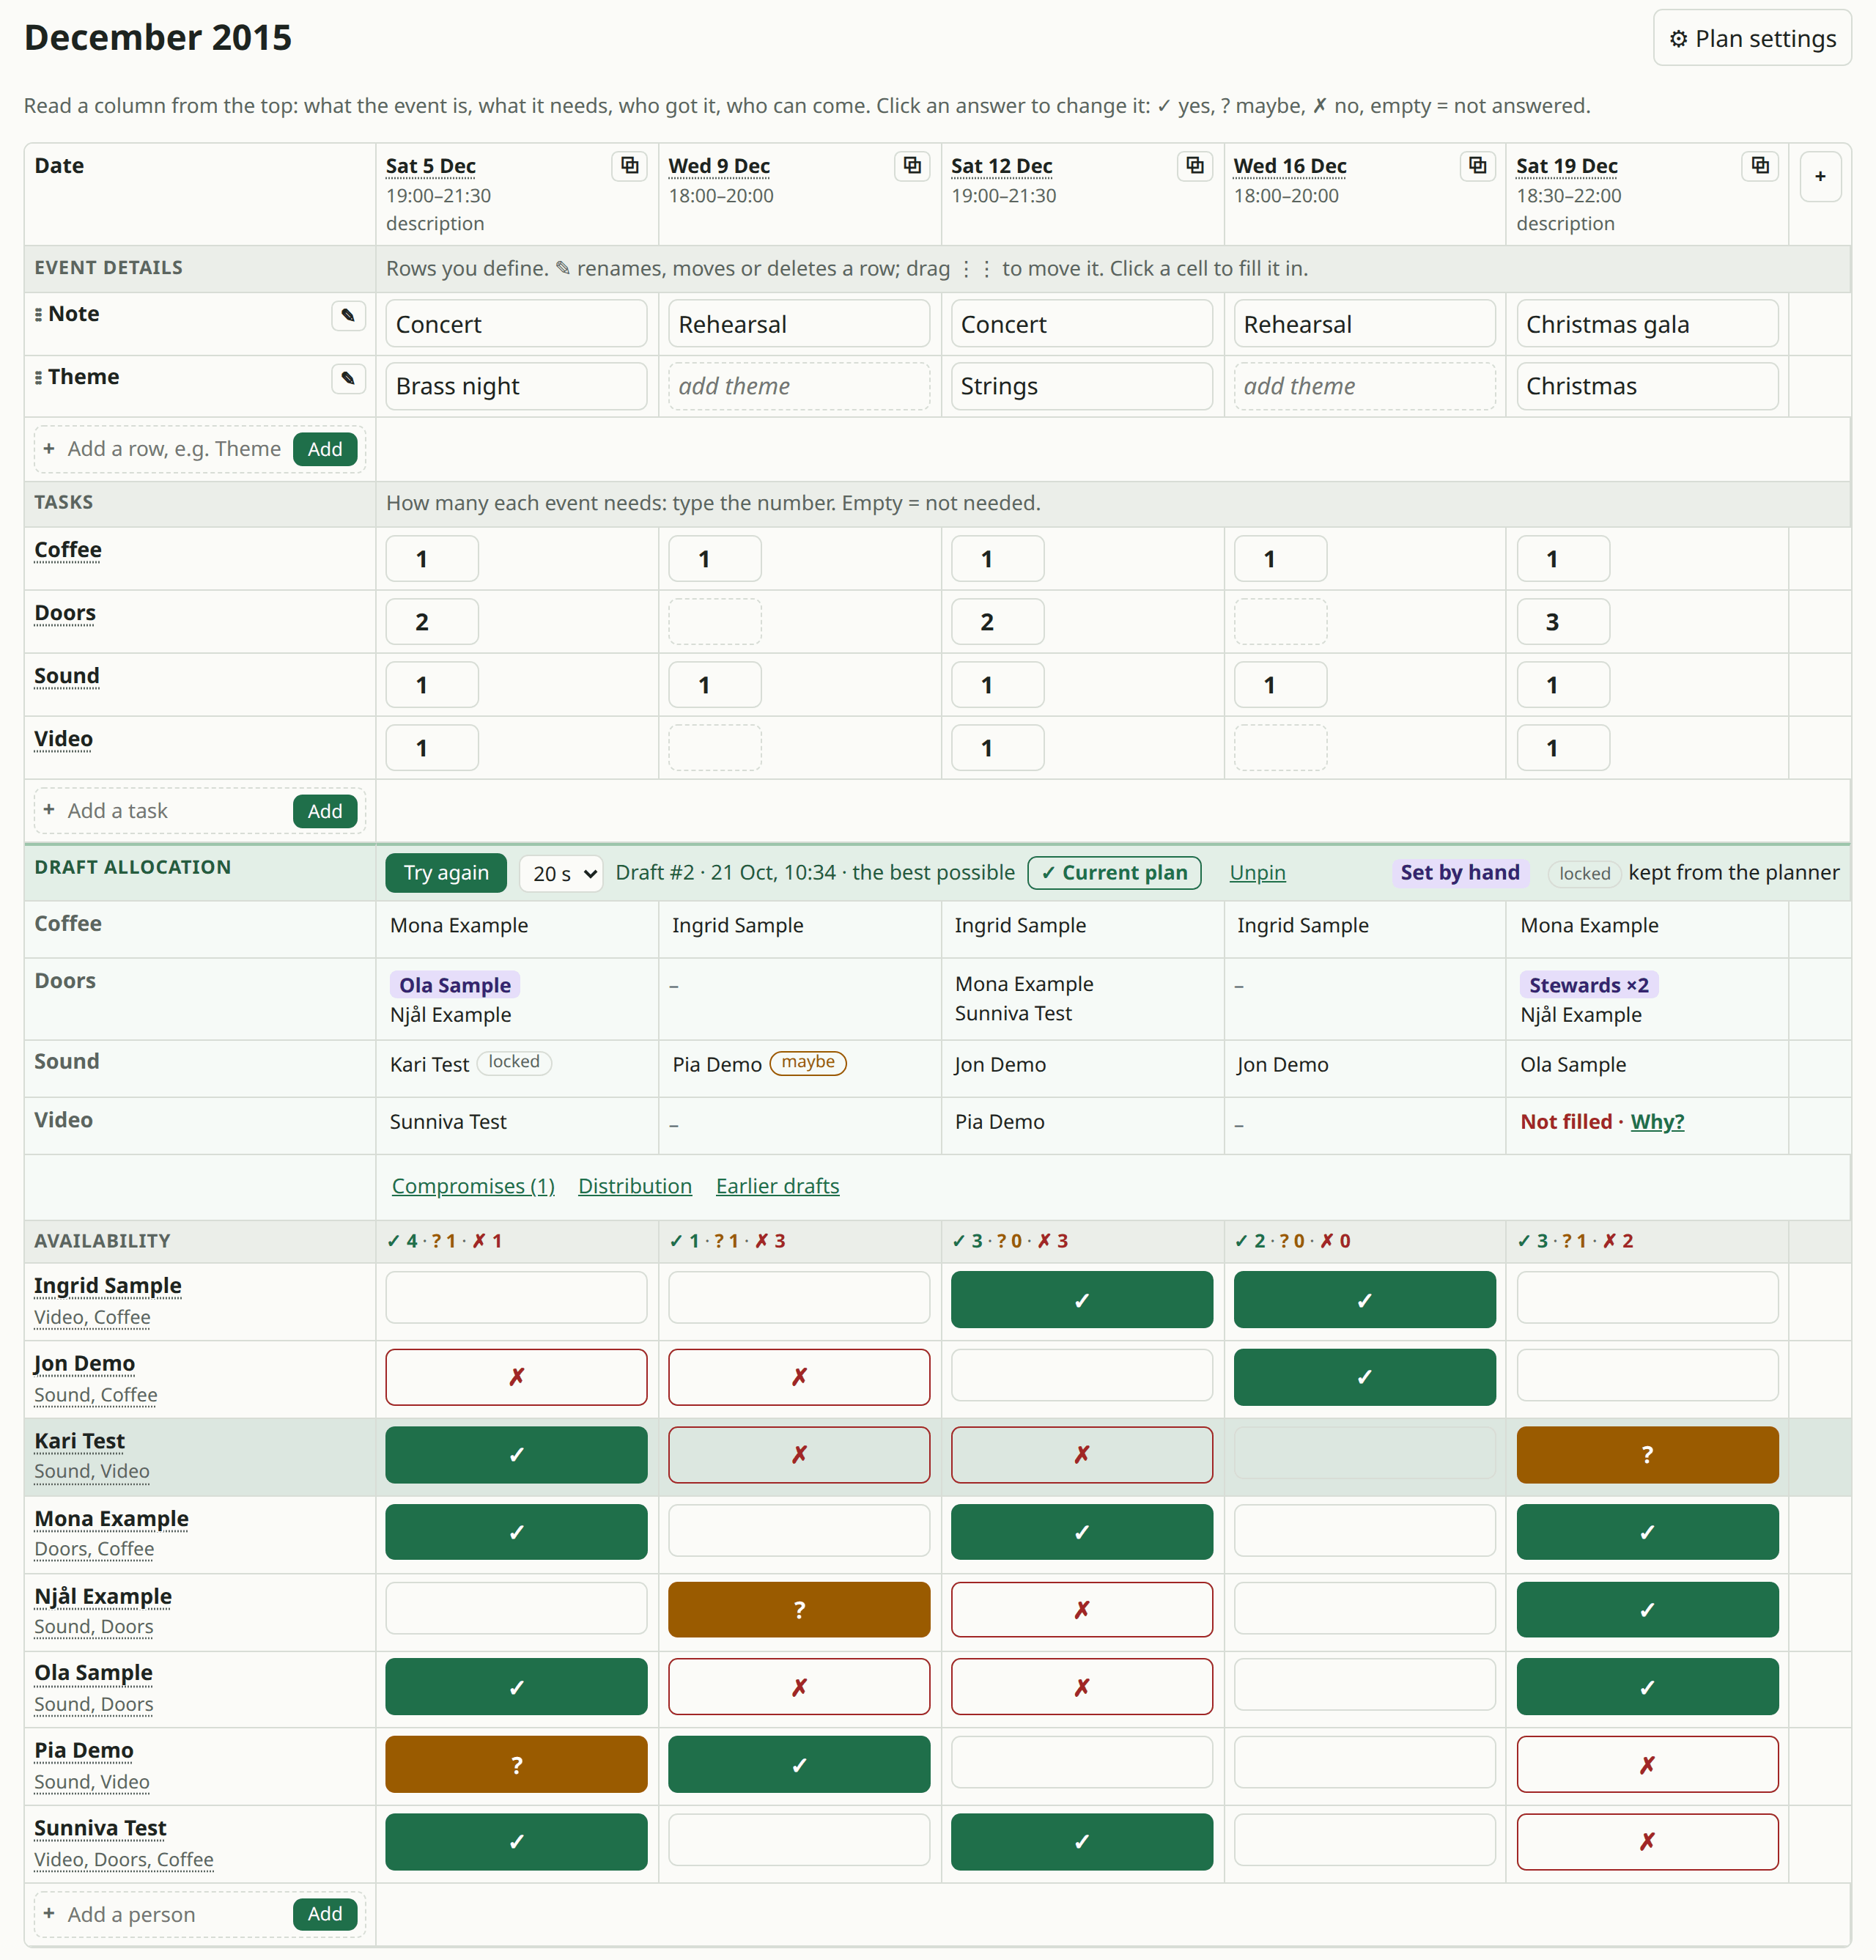 December 2015
⚙ Plan settings
Read a column from the top: what the event is, what it needs, who got it, who can come. Click an answer to change it: ✓ yes, ? maybe, ✗ no, empty = not answered.
Date
Sat 5 Dec
19:00–21:30
description
Wed 9 Dec
18:00–20:00
Sat 12 Dec
19:00–21:30
Wed 16 Dec
18:00–20:00
Sat 19 Dec
18:30–22:00
description
+
EVENT DETAILS
Rows you define. ✎ renames, moves or deletes a row; drag ⋮⋮ to move it. Click a cell to fill it in.
Note ✎
Concert
Rehearsal
Concert
Rehearsal
Christmas gala
Theme ✎
Brass night
add theme
Strings
add theme
Christmas
+ Add a row, e.g. Theme Add
TASKS
How many each event needs: type the number. Empty = not needed.
Coffee 1 1 1 1 1
Doors 2 2 3
Sound 1 1 1 1 1
Video 1 1 1
+ Add a task Add
DRAFT ALLOCATION
Try again 20 s Draft #2 · 21 Oct, 10:34 · the best possible ✓ Current plan Unpin Set by hand locked kept from the planner
Coffee
Mona Example
Ingrid Sample
Ingrid Sample
Ingrid Sample
Mona Example
Doors
Ola Sample
Njål Example
–
Mona Example
Sunniva Test
–
Stewards ×2
Njål Example
Sound
Kari Test locked
Pia Demo maybe
Jon Demo
Jon Demo
Ola Sample
Video
Sunniva Test
–
Pia Demo
–
Not filled · Why?
Compromises (1) Distribution Earlier drafts
AVAILABILITY
✓ 4 · ? 1 · ✗ 1
✓ 1 · ? 1 · ✗ 3
✓ 3 · ? 0 · ✗ 3
✓ 2 · ? 0 · ✗ 0
✓ 3 · ? 1 · ✗ 2
Ingrid Sample
Video, Coffee
✓ ✓
Jon Demo
Sound, Coffee
✗ ✗ ✓
Kari Test
Sound, Video
✓ ✗ ✗ ?
Mona Example
Doors, Coffee
✓ ✓ ✓
Njål Example
Sound, Doors
? ✗ ✓
Ola Sample
Sound, Doors
✓ ✗ ✗ ✓
Pia Demo
Sound, Video
? ✓ ✗
Sunniva Test
Video, Doors, Coffee
✓ ✓ ✗
+ Add a person Add